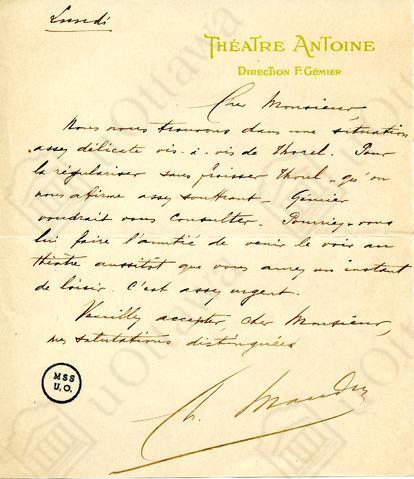 Lundi
THÉATRE ANTOINE
DIRECTION F. GÉMIER
Cher Monsieur,
Nous nous trouvons dans une situation
assez délicate vis-à-vis de Thorel. Pour
la régulariser sans froisser Thorel - qu'on
nous affirme assez souffrant - Gémier
voudrait vous consulter. Pourriez-vous
lui faire l'amitié de venir le voir au
théâtre aussitôt que vous aurez un instant
de loisir. C'est assez urgent.
Veuillez accepter, cher Monsieur,
mes salutations distinguées
MSS
U.O.
Ch.
uOttawa